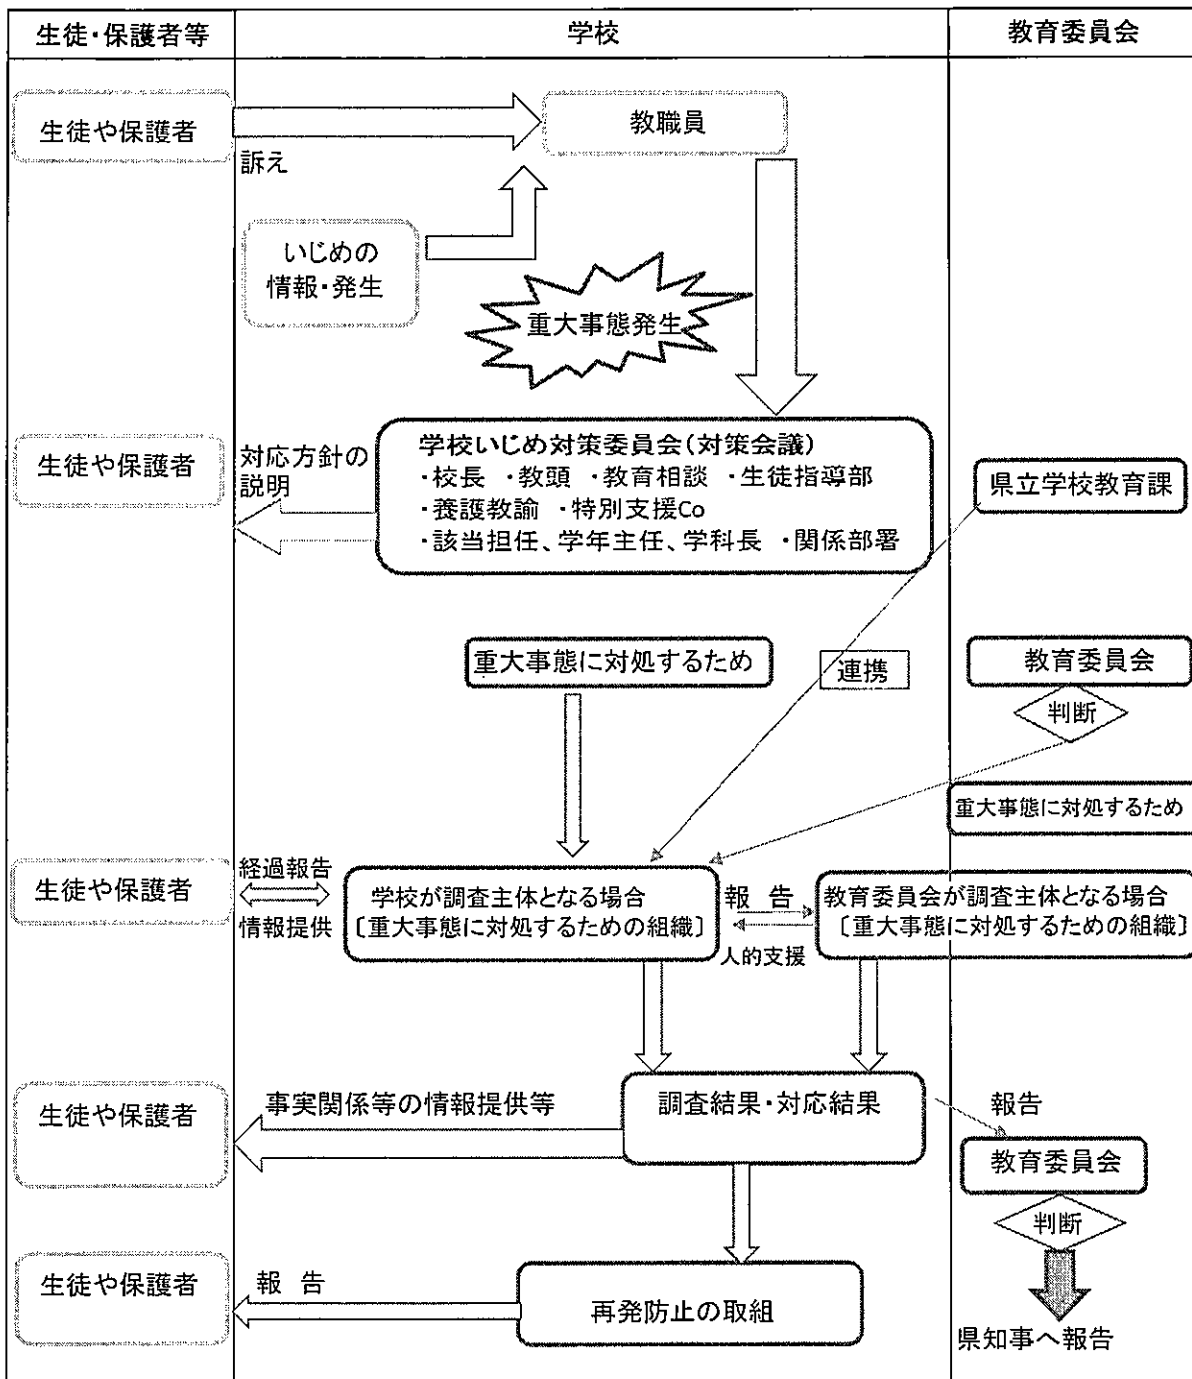 生徒・保護者等
学校
教育委員会
生徒や保護者
教職員
訴え
いじめの
情報・発生
重大事態発生
生徒や保護者
対応方針の
説明
学校いじめ対策委員会(対策会議)
・校長 ・教頭 ・教育相談 ・生徒指導部
・養護教諭 ・特別支援Co
・該当担任、学年主任、学科長 ・関係部署
県立学校教育課
重大事態に対処するため
連携
教育委員会
判断
重大事態に対処するため
生徒や保護者
経過報告
情報提供
学校が調査主体となる場合
〔重大事態に対処するための組織〕
報 告
人的支援
教育委員会が調査主体となる場合
〔重大事態に対処するための組織〕
生徒や保護者
事実関係等の情報提供等
調査結果・対応結果
報告
教育委員会
判断
県知事へ報告
生徒や保護者
報 告
再発防止の取組